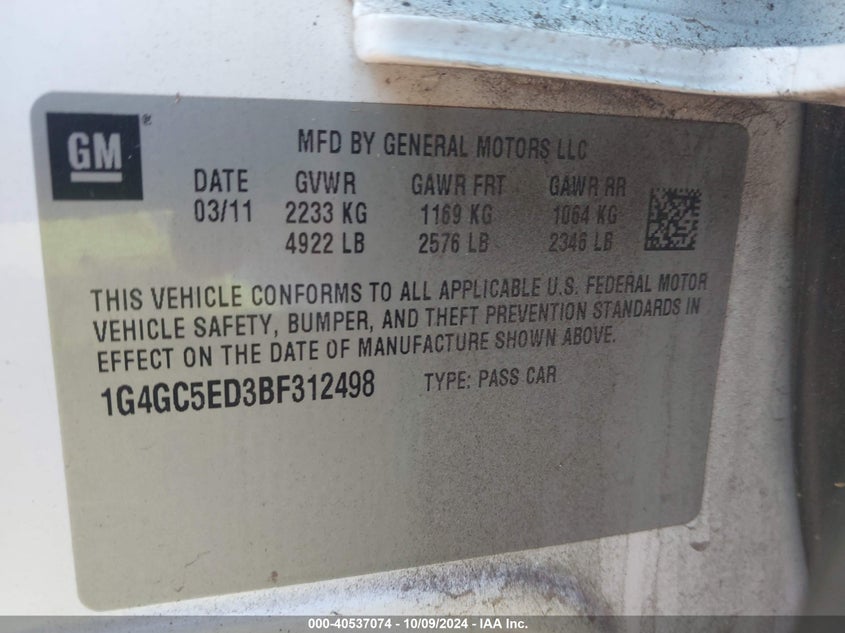 GM®
MFD BY GENERAL MOTORS LLC
DATE GVWR GAWR FRT GAWR RR
03/11 2233 KG 1169 KG 1064 KG
4922 LB 2576 LB 2346 LB
THIS VEHICLE CONFORMS TO ALL APPLICABLE U.S. FEDERAL MOTOR
VEHICLE SAFETY, BUMPER, AND THEFT PREVENTION STANDARDS IN
EFFECT ON THE DATE OF MANUFACTURE SHOWN ABOVE.
1G4GC5ED3BF312498 TYPE: PASS CAR
000-40537074 - 10/09/2024 - IAA Inc.